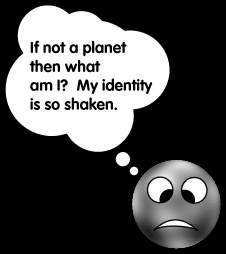 If not a planet
then what
am I? My identity
is so shaken.